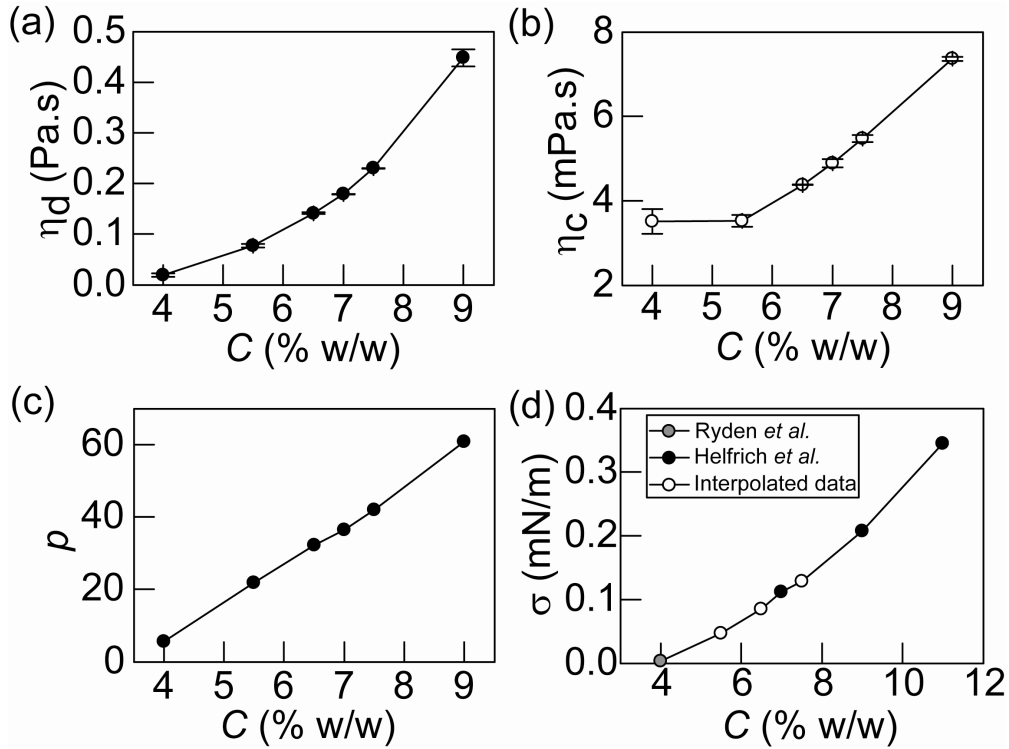 (a)
0.5
0.4
0.3
0.2
0.1
0.0
ηd (Pa.s)
4 5 6 7 8 9
C (% w/w)
(b)
8
6
4
2
ηc (mPa.s)
4 5 6 7 8 9
C (% w/w)
(c)
60
40
20
0
p
4 5 6 7 8 9
C (% w/w)
(d)
0.4
0.3
0.2
0.1
0.0
σ (mN/m)
Ryden et al.
Helfrich et al.
Interpolated data
4 6 8 10 12
C (% w/w)